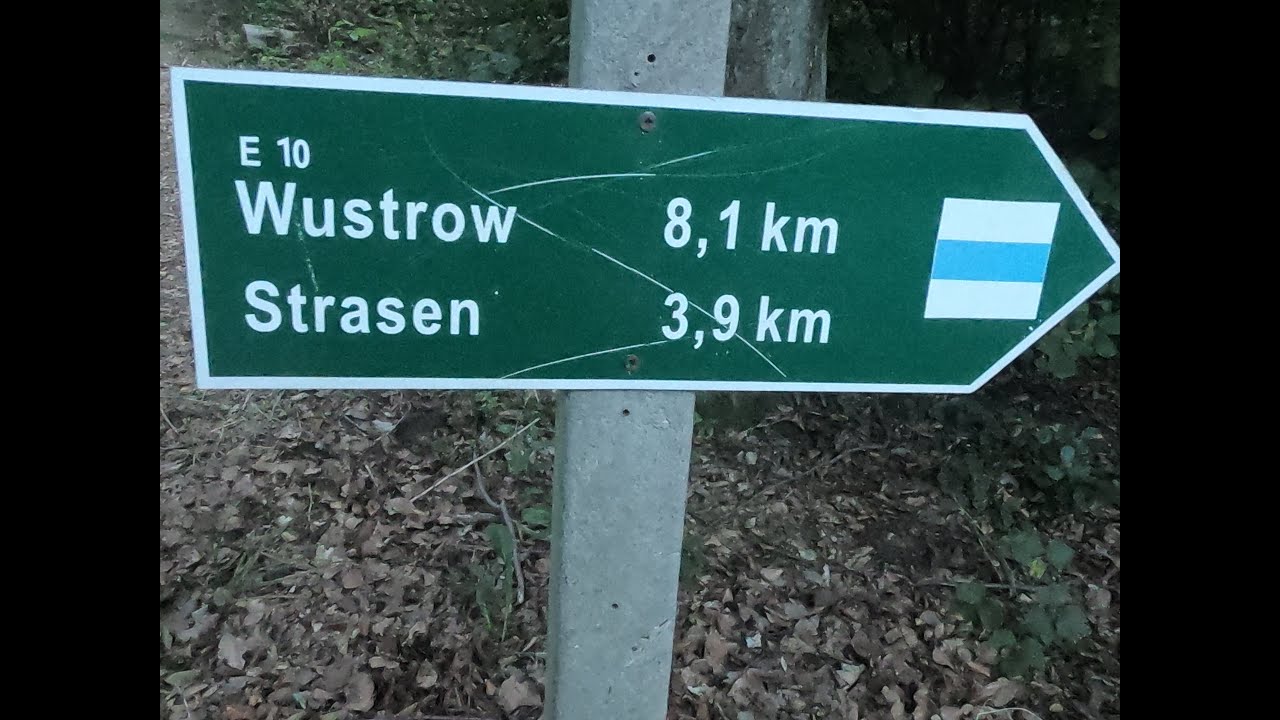 E 10
Wustrow 8,1 km
Strasen 3,9 km